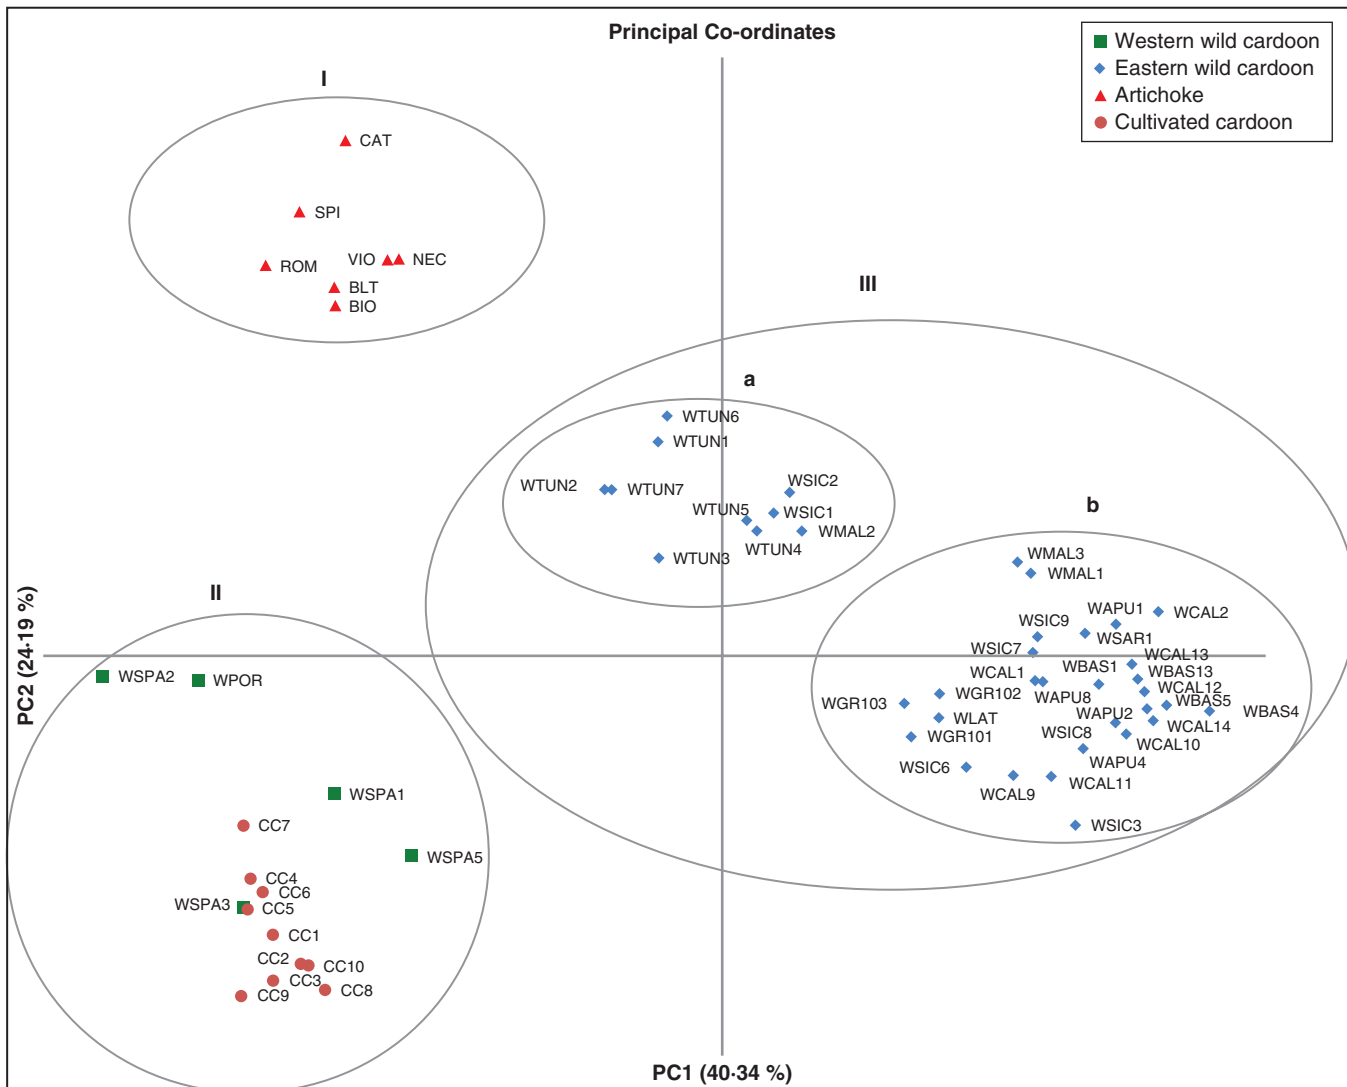 Principal Co-ordinates
Western wild cardoon
Eastern wild cardoon
Artichoke
Cultivated cardoon
I
CAT
SPI
ROM
VIO
NEC
BLT
BIO
III
a
WTUN6
WTUN1
WTUN2
WTUN7
WSIC2
WTUN5
WSIC1
WMAL2
WTUN4
WTUN3
b
WMAL3
WMAL1
WAPU1
WCAL2
WSIC9
WSAR1
WSIC7
WCAL13
WBAS1
WCAL1
WBAS13
WCAL12
WGR102
WAPU8
WBAS5
WGR103
WBAS4
WLAT
WAPU2
WCAL14
WGR101
WSIC8
WCAL10
WAPU4
WSIC6
WCAL11
WCAL9
WSIC3
II
WSPA2
WPOR
WSPA1
CC7
WSPA5
CC4
CC6
WSPA3
CC5
CC1
CC2
CC10
CC3
CC8
CC9
PC2 (24·19 %)
PC1 (40·34 %)